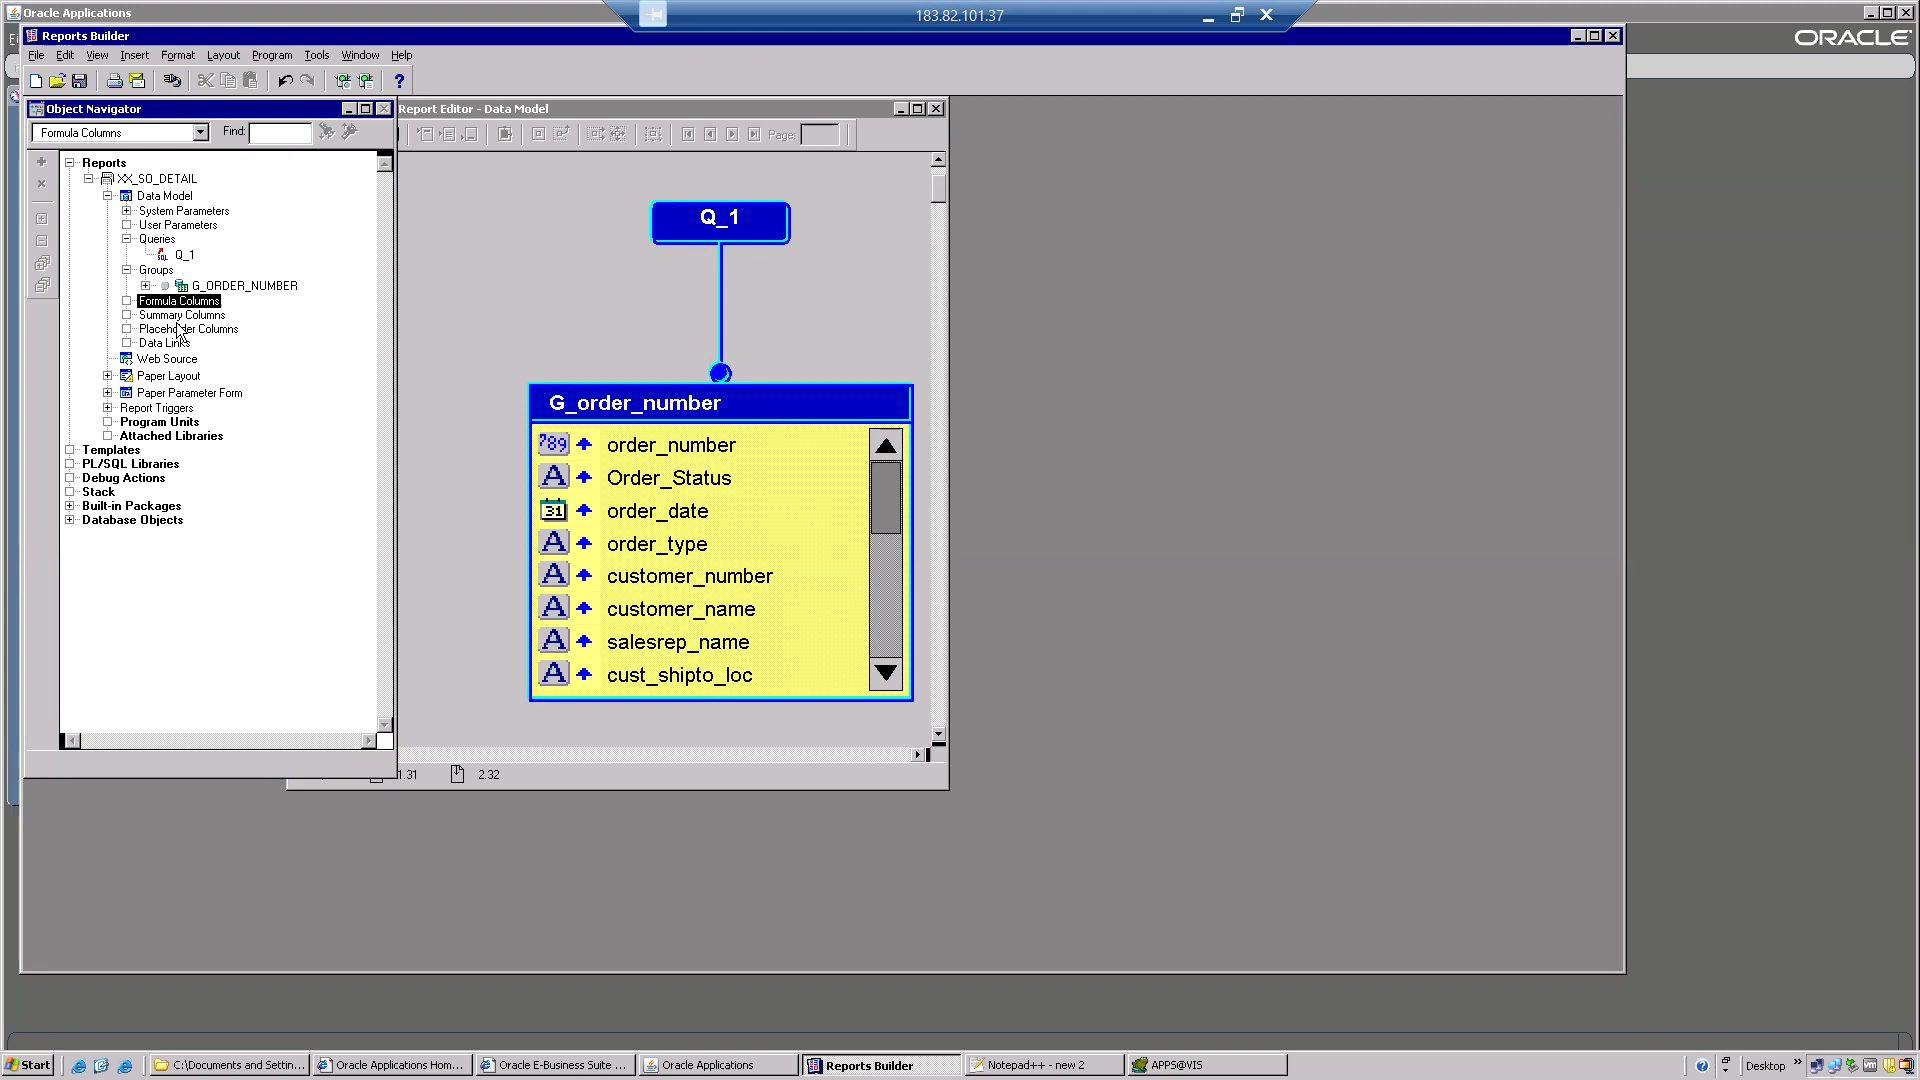 Oracle Applications
183.82.101.37
Reports Builder
ORACLE
File Edit View Insert Format Layout Program Tools Window Help
Object Navigator
Report Editor - Data Model
Formula Columns
Find:
Page:
Reports
XX_SO_DETAIL
Data Model
System Parameters
User Parameters
Queries
Q_1
Groups
G_ORDER_NUMBER
Formula Columns
Summary Columns
Placeholder Columns
Data Links
Web Source
Paper Layout
Paper Parameter Form
Report Triggers
Program Units
Attached Libraries
Templates
PL/SQL Libraries
Debug Actions
Stack
Built-in Packages
Database Objects
Q_1
G_order_number
order_number
Order_Status
order_date
order_type
customer_number
customer_name
salesrep_name
cust_shipto_loc
1.31
2.32
Start
C:\Documents and Settin...
Oracle Applications Hom...
Oracle E-Business Suite ...
Oracle Applications
Reports Builder
Notepad++ - new 2
APPS@VIS
Desktop